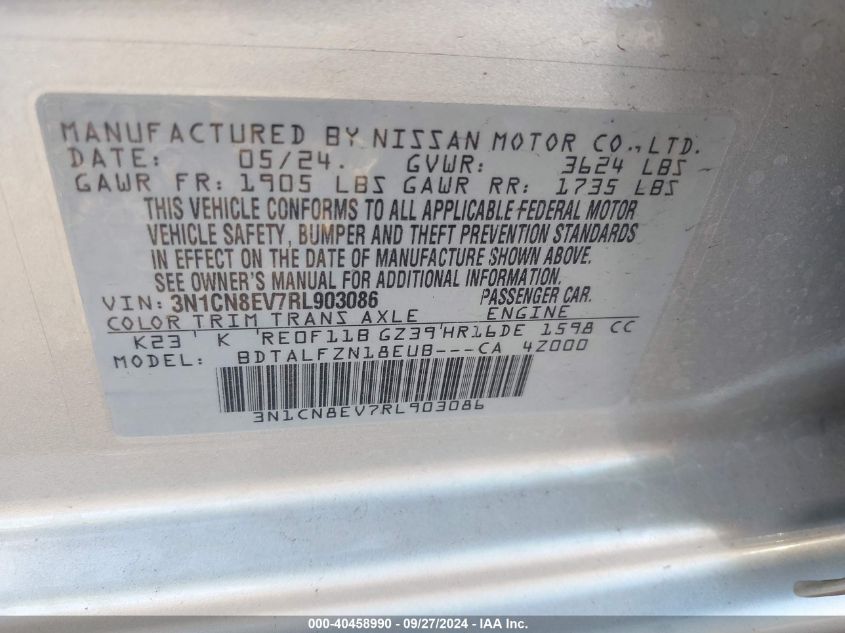 MANUFACTURED BY NISSAN MOTOR CO., LTD.
DATE: 05/24. GVWR: 3624 LBS
GAWR FR: 1905 LBS GAWR RR: 1735 LBS
THIS VEHICLE CONFORMS TO ALL APPLICABLE FEDERAL MOTOR
VEHICLE SAFETY, BUMPER AND THEFT PREVENTION STANDARDS
IN EFFECT ON THE DATE OF MANUFACTURE SHOWN ABOVE.
SEE OWNER'S MANUAL FOR ADDITIONAL INFORMATION.
VIN: 3N1CN8EV7RL903086 PASSENGER CAR.
COLOR TRIM TRANS AXLE ENGINE
K23 K RE0F11B GZ39 HR16DE 1598 CC
MODEL: BDTALFZN18EUB---CA 4Z000
3N1CN8EV7RL903086
000-40458990 - 09/27/2024 - IAA Inc.